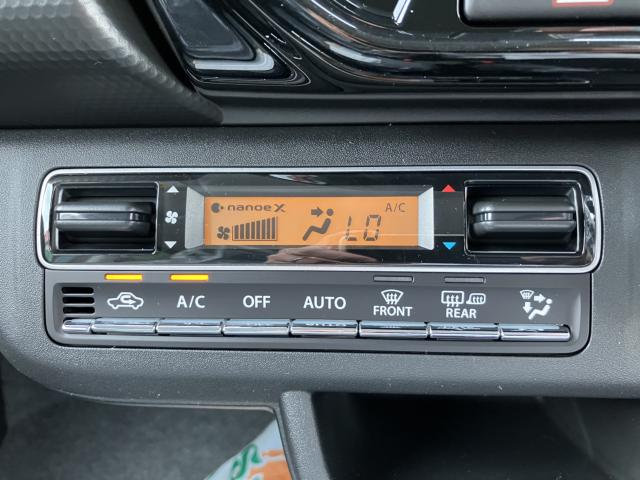 nanoe X
A/C
LO
A/C
OFF
AUTO
FRONT
REAR